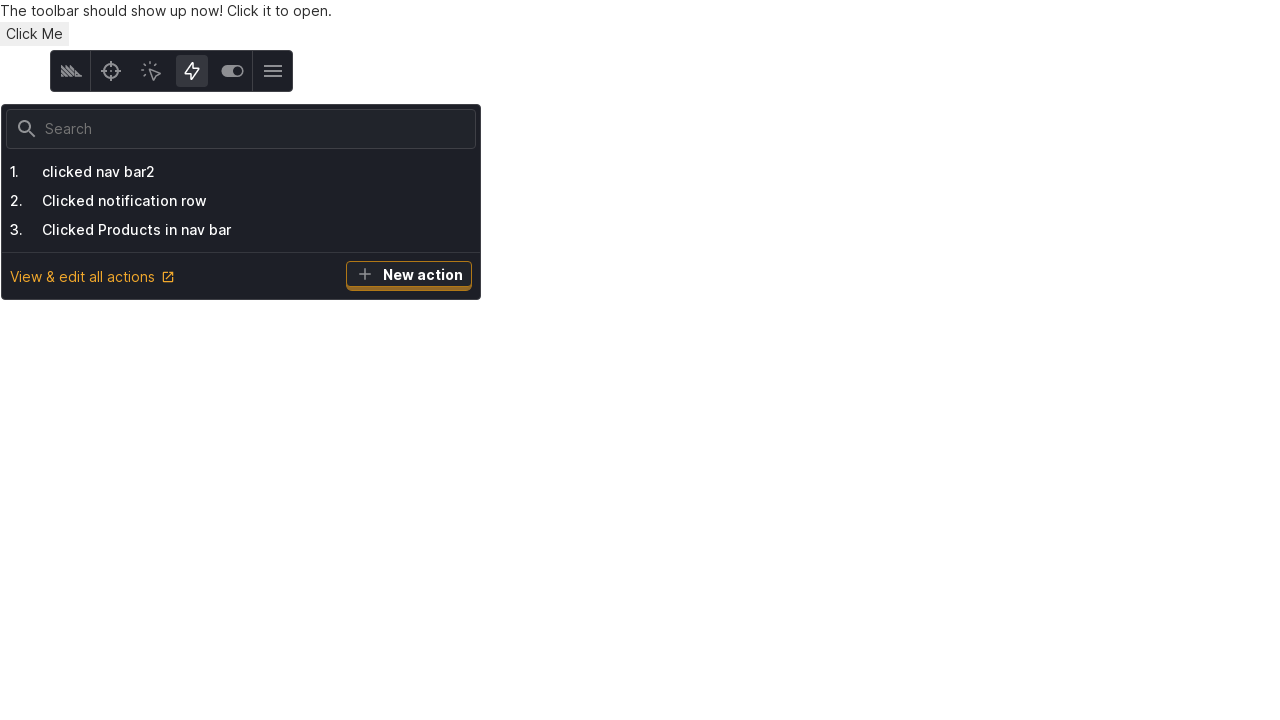 The toolbar should show up now! Click it to open.
Click Me
Search
1. clicked nav bar2
2. Clicked notification row
3. Clicked Products in nav bar
View & edit all actions
New action